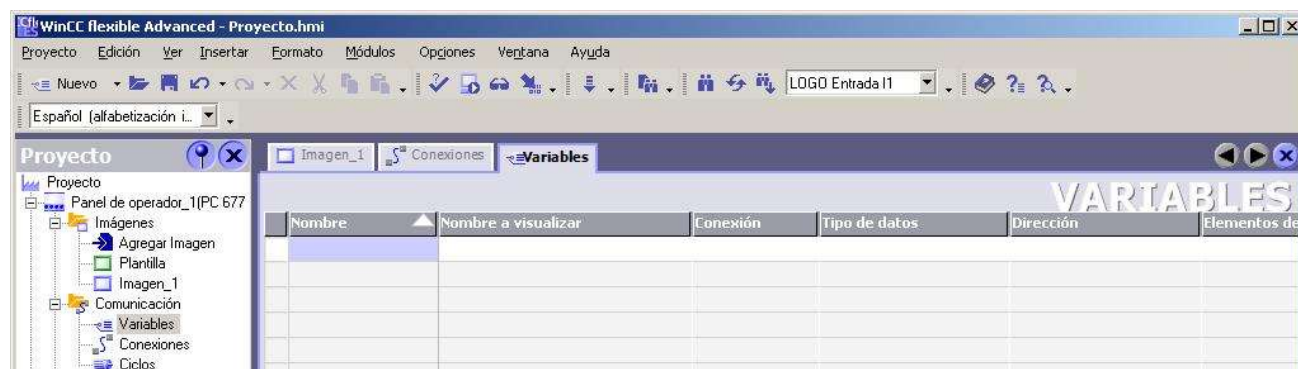 WinCC flexible Advanced - Proyecto.hmi
Proyecto Edición Ver Insertar Formato Módulos Opciones Ventana Ayuda
Nuevo LOGO Entrada I1
Español (alfabetización i...
Proyecto
Imagen_1 Conexiones Variables
Proyecto
Panel de operador_1(PC 677
Imágenes
Agregar Imagen
Plantilla
Imagen_1
Comunicación
Variables
Conexiones
Ciclos
VARIABLES
Nombre Nombre a visualizar Conexión Tipo de datos Dirección Elementos de